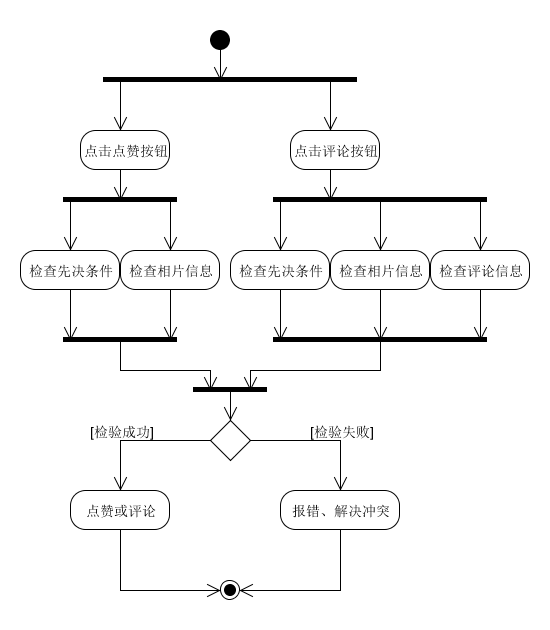 点击点赞按钮
点击评论按钮
检查先决条件
检查相片信息
检查先决条件
检查相片信息
检查评论信息
[检验成功]
[检验失败]
点赞或评论
报错、解决冲突